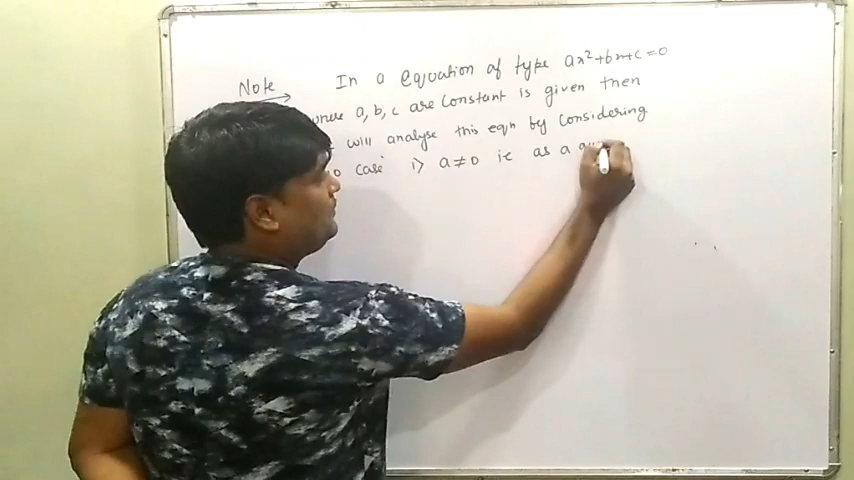 Note In a equation of type ax²+bx+c=0
where a, b, c are constant is given then
will analyse this eqn by considering
case i> a≠0 ie as a